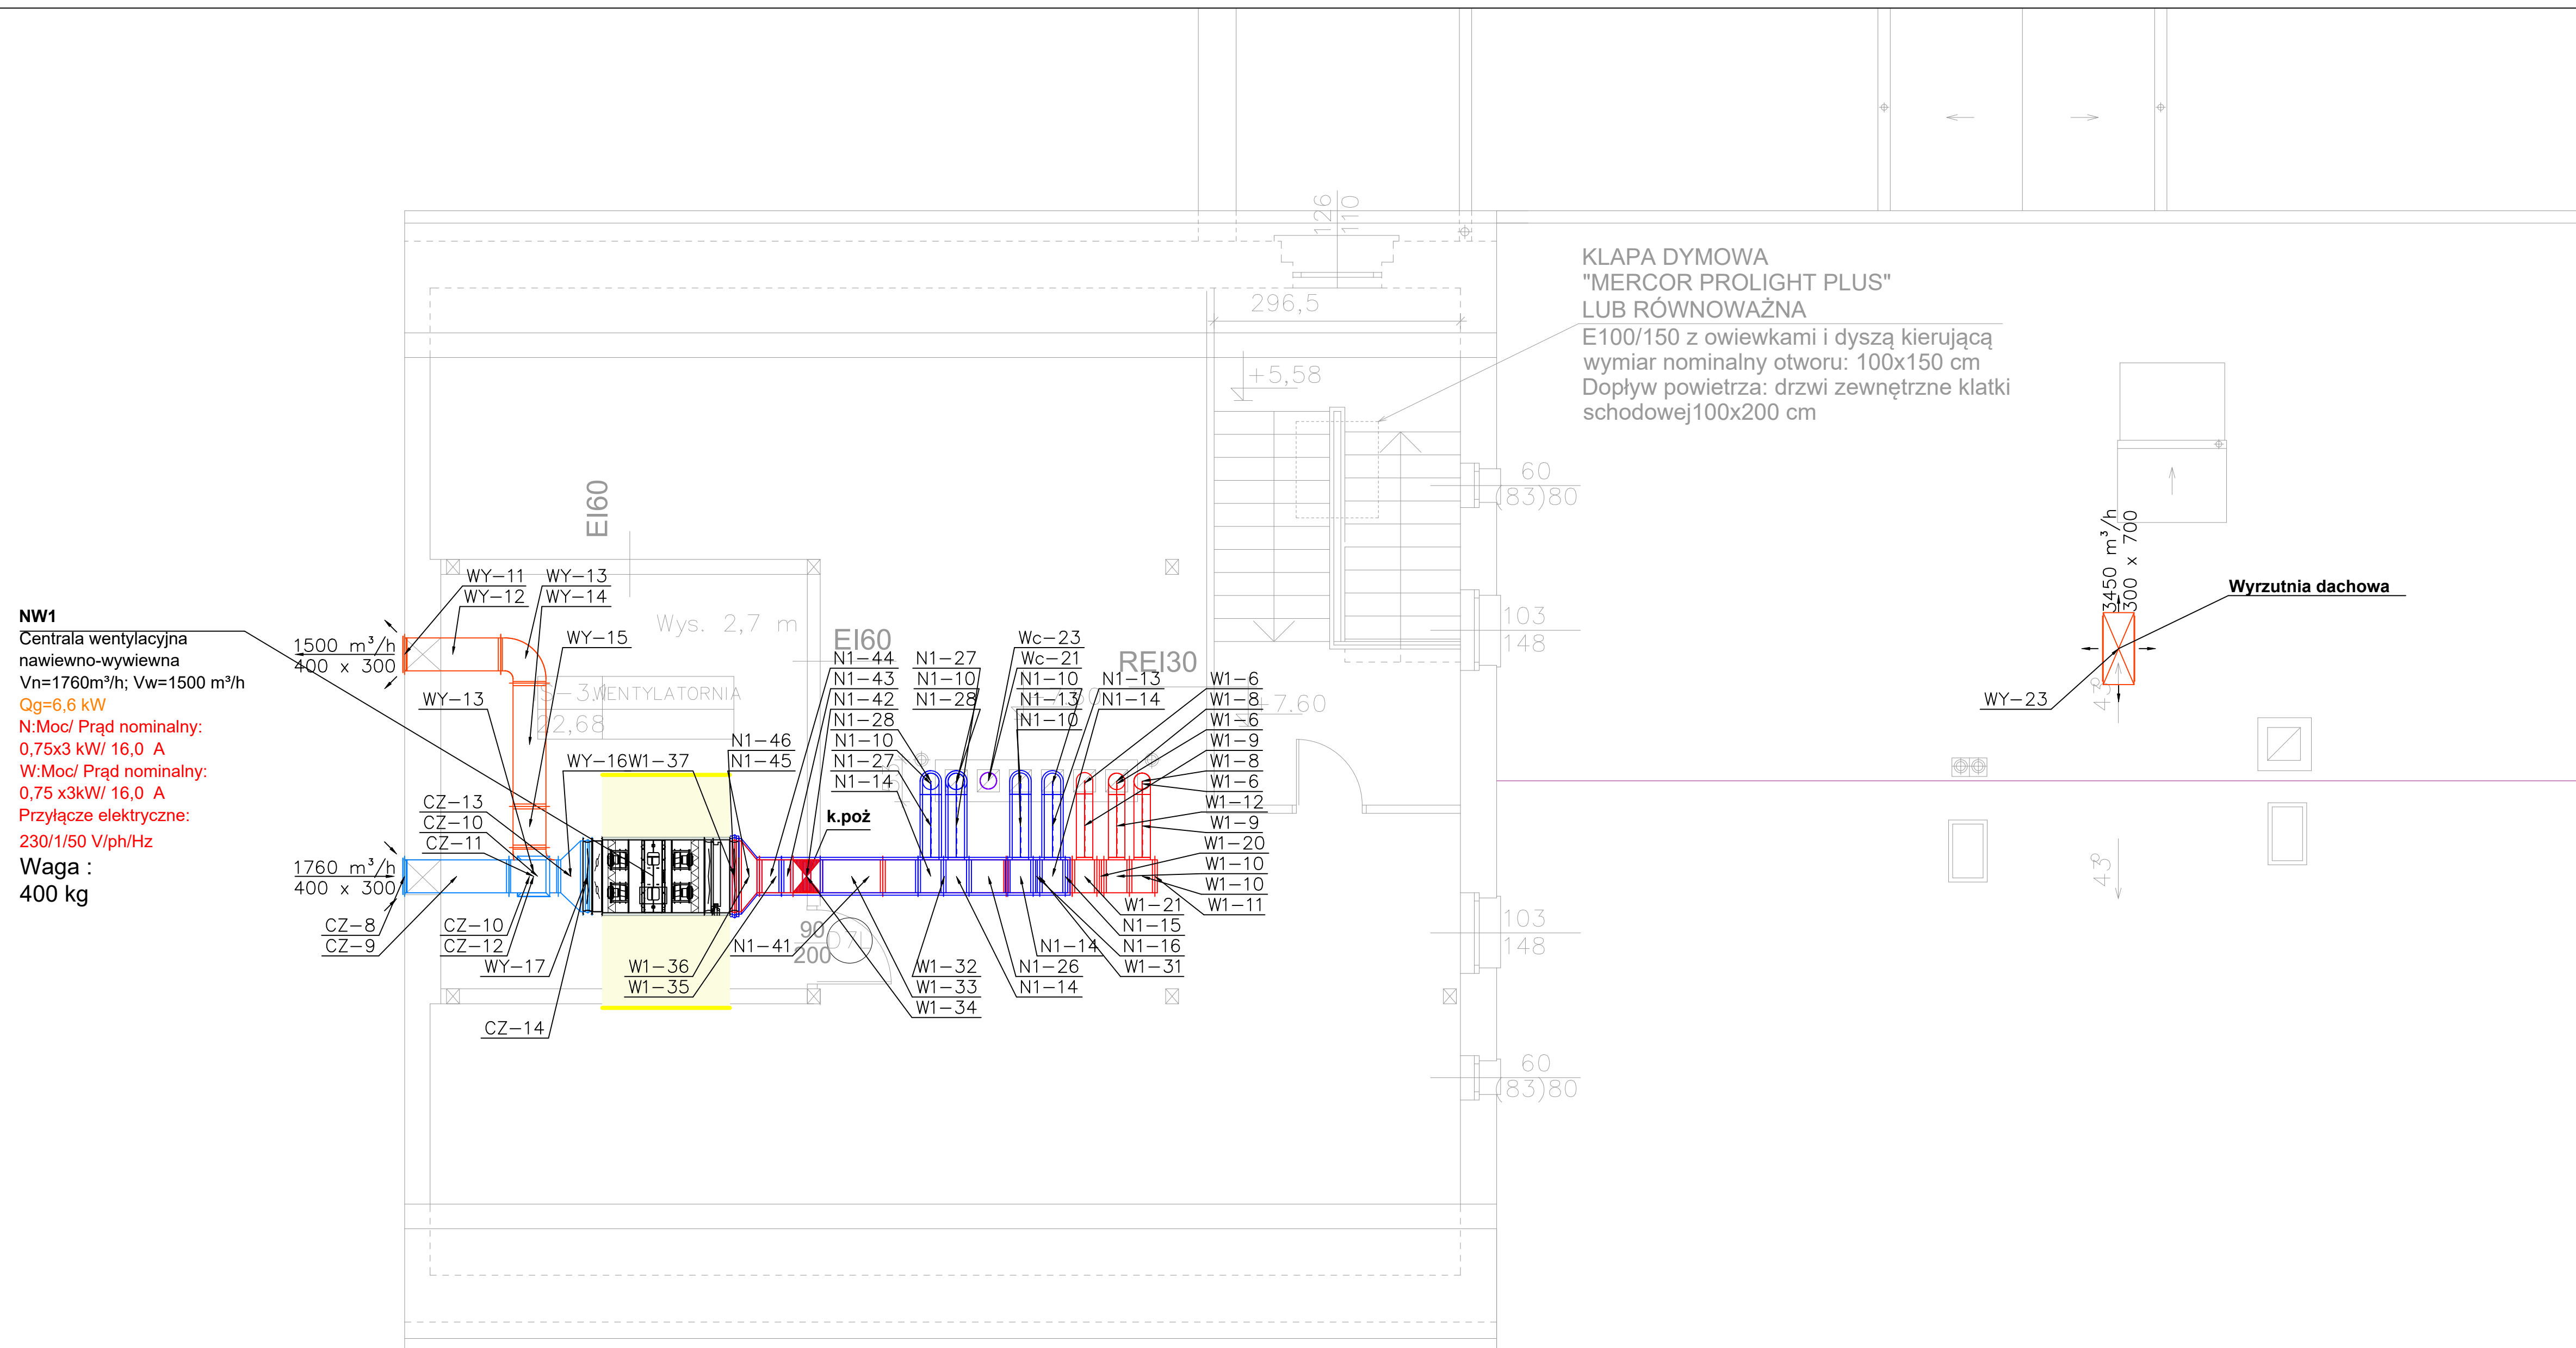 126
110
296,5
+5,58
KLAPA DYMOWA
"MERCOR PROLIGHT PLUS"
LUB RÓWNOWAŻNA
E100/150 z owiewkami i dyszą kierującą
wymiar nominalny otworu: 100x150 cm
Dopływ powietrza: drzwi zewnętrzne klatki
schodowej100x200 cm
EI60
60
(83)80
3450 m³/h
300 x 700
Wyrzutnia dachowa
WY-23
43°
43°
NW1
Centrala wentylacyjna
nawiewno-wywiewna
Vn=1760m³/h; Vw=1500 m³/h
Qg=6,6 kW
N:Moc/ Prąd nominalny:
0,75x3 kW/ 16,0 A
W:Moc/ Prąd nominalny:
0,75 x3kW/ 16,0 A
Przyłącze elektryczne:
230/1/50 V/ph/Hz
Waga :
400 kg
1500 m³/h
400 x 300
1760 m³/h
400 x 300
WY-11
WY-12
WY-13
WY-14
WY-15
WY-13
Wys. 2,7 m
WENTYLATORNIA
22,68
EI60
REI30
103
148
+7.60
WY-16
W1-37
N1-46
N1-45
N1-44
N1-43
N1-42
N1-28
N1-10
N1-27
N1-14
N1-27
N1-10
N1-28
Wc-23
Wc-21
N1-10
N1-13
N1-10
N1-13
N1-14
W1-6
W1-8
W1-6
W1-9
W1-8
W1-6
W1-12
W1-9
W1-20
W1-10
W1-10
W1-11
k.poż
CZ-13
CZ-10
CZ-11
CZ-8
CZ-9
CZ-10
CZ-12
WY-17
CZ-14
W1-36
W1-35
N1-41
90
200
D7L
W1-32
W1-33
W1-34
N1-14
N1-26
N1-14
W1-21
N1-15
N1-16
W1-31
103
148
60
(83)80